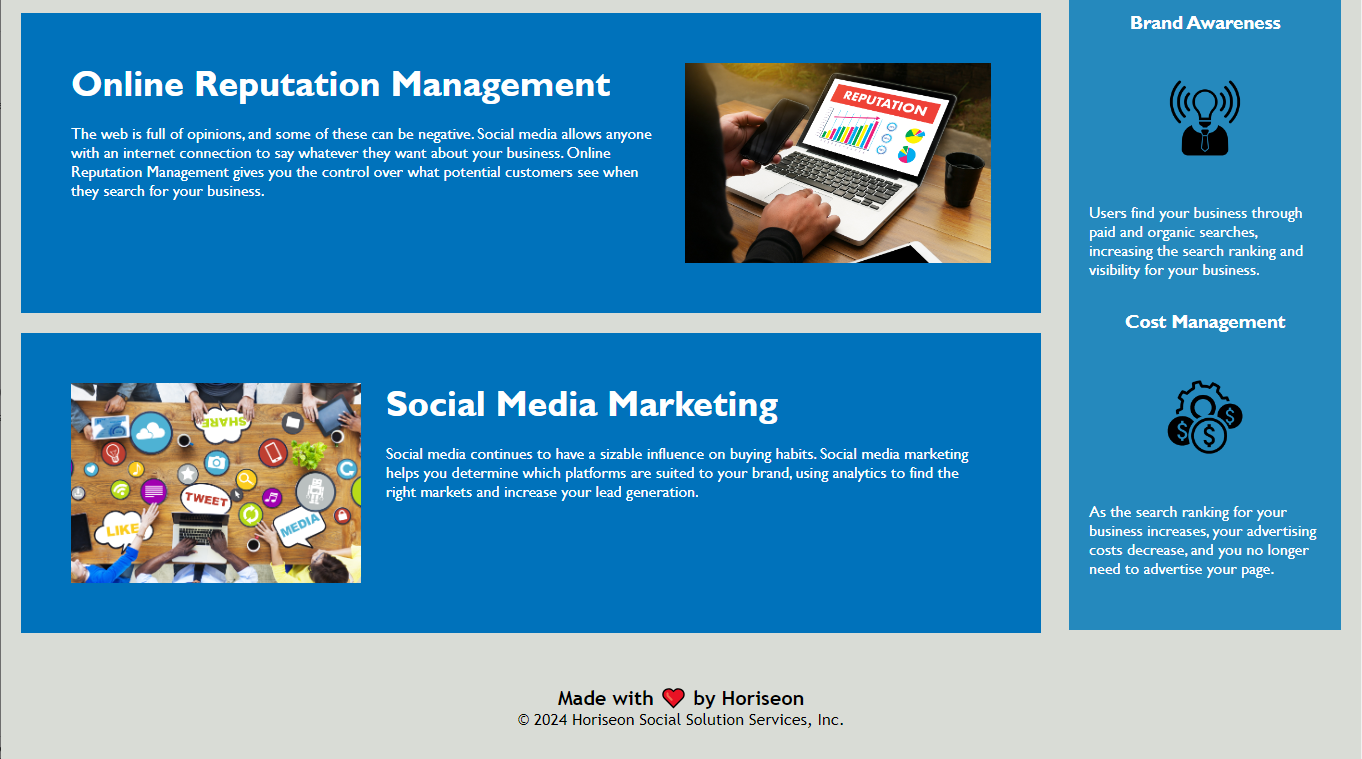 Online Reputation Management
The web is full of opinions, and some of these can be negative. Social media allows anyone
with an internet connection to say whatever they want about your business. Online
Reputation Management gives you the control over what potential customers see when
they search for your business.
REPUTATION
Social Media Marketing
Social media continues to have a sizable influence on buying habits. Social media marketing
helps you determine which platforms are suited to your brand, using analytics to find the
right markets and increase your lead generation.
SHARE
TWEET
LIKE
MEDIA
Brand Awareness
Users find your business through
paid and organic searches,
increasing the search ranking and
visibility for your business.
Cost Management
$ $ $
As the search ranking for your
business increases, your advertising
costs decrease, and you no longer
need to advertise your page.
Made with ❤ by Horiseon
© 2024 Horiseon Social Solution Services, Inc.